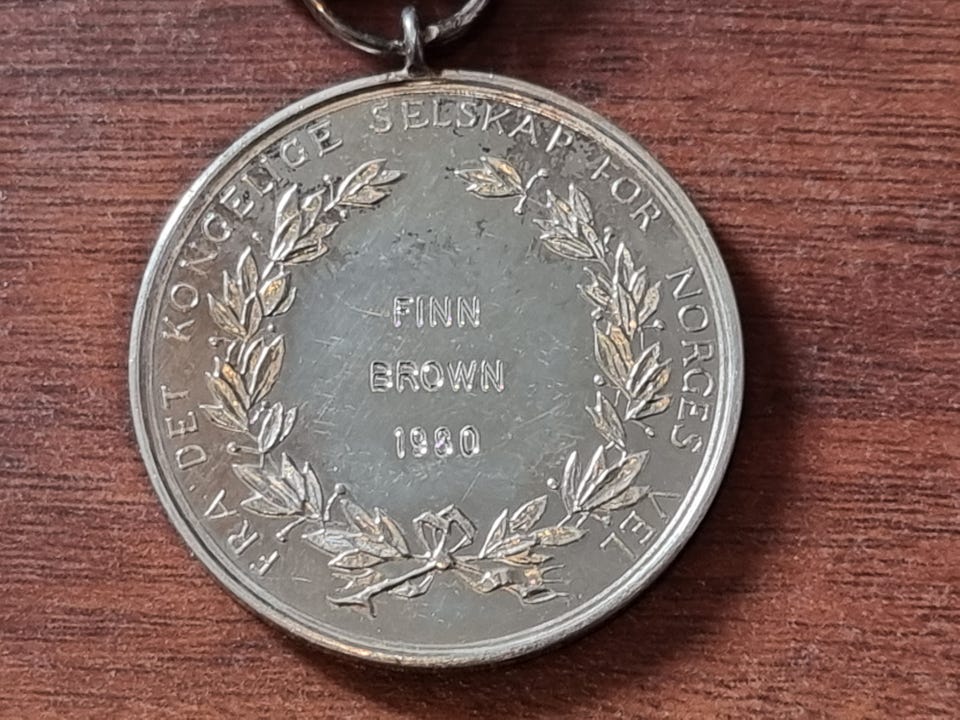 FRA DET KONGELIGE SELSKAP FOR NORGES VEL
FINN
BROWN
1980